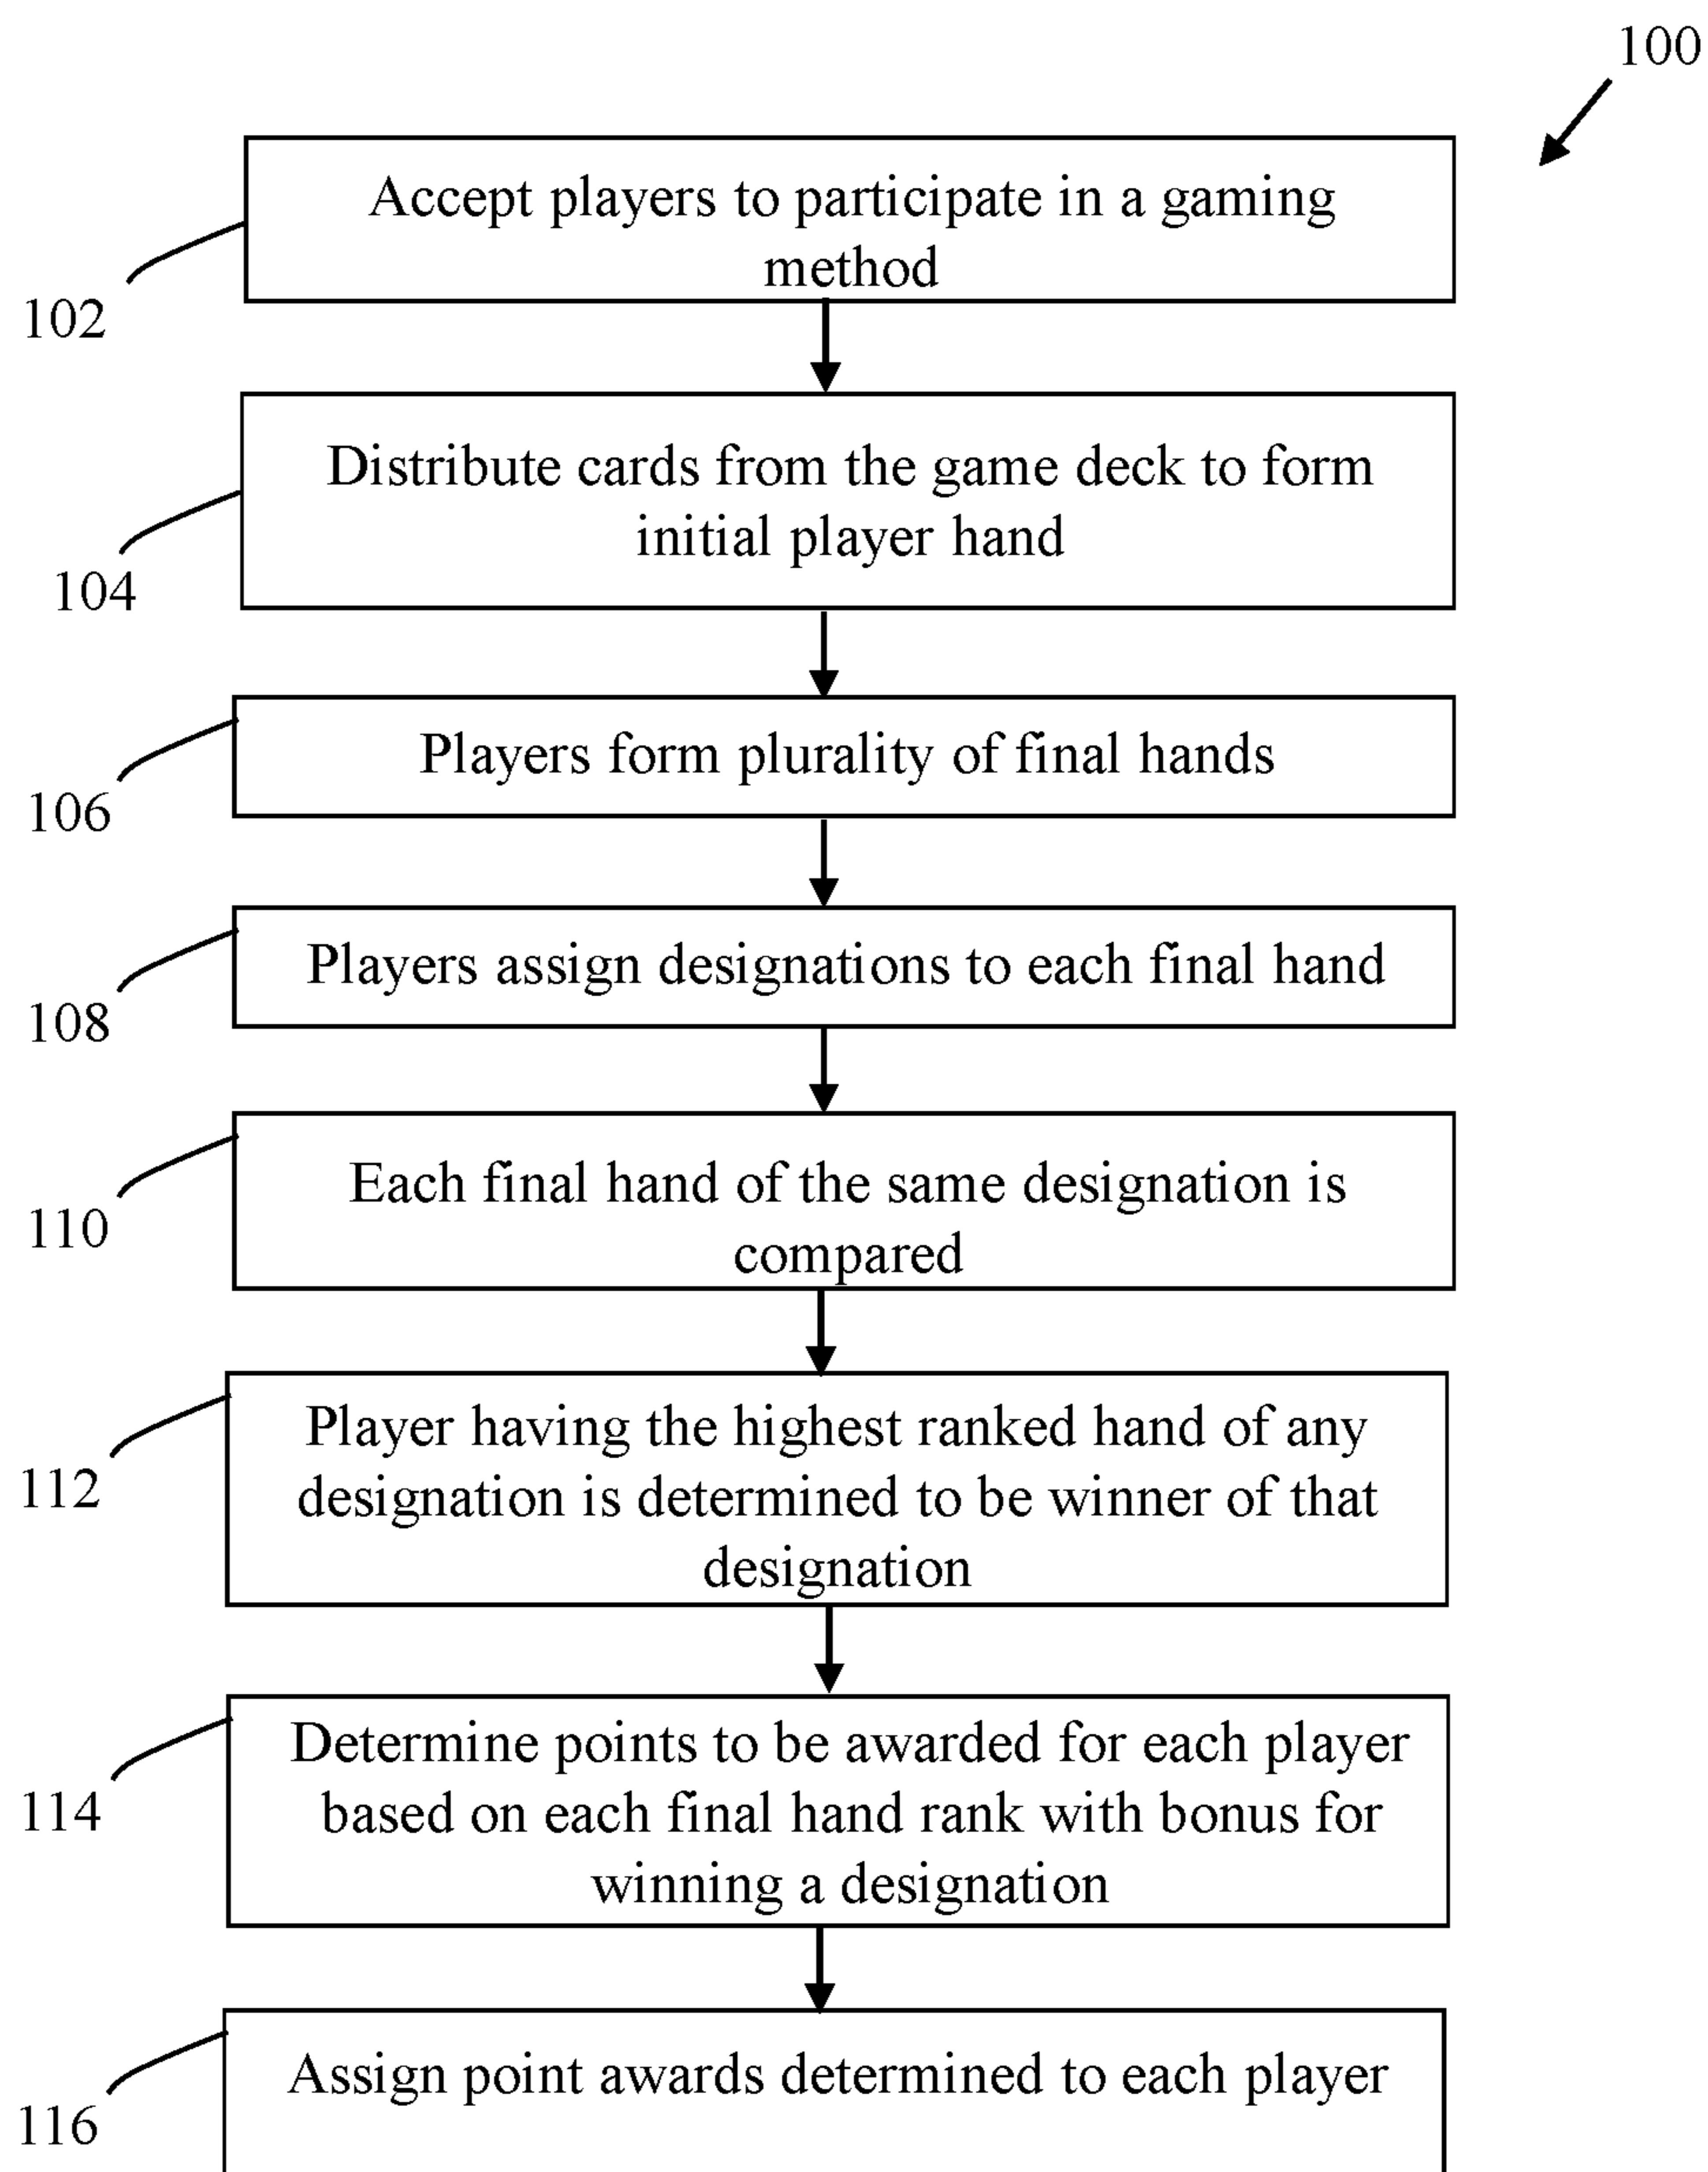 100
Accept players to participate in a gaming
method
102
Distribute cards from the game deck to form
initial player hand
104
Players form plurality of final hands
106
Players assign designations to each final hand
108
Each final hand of the same designation is
compared
110
Player having the highest ranked hand of any
designation is determined to be winner of that
designation
112
Determine points to be awarded for each player
based on each final hand rank with bonus for
winning a designation
114
Assign point awards determined to each player
116